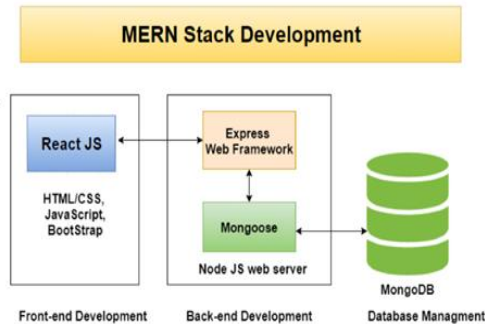 MERN Stack Development
React JS
HTML/CSS,
JavaScript,
BootStrap
Express
Web Framework
Mongoose
Node JS web server
MongoDB
Front-end Development
Back-end Development
Database Managment